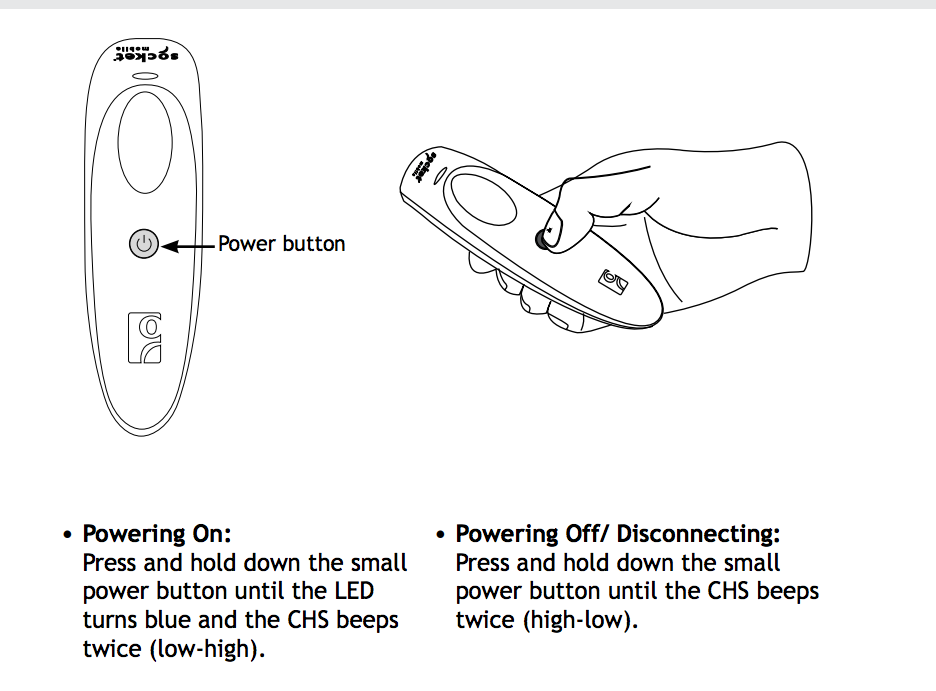 socket
mobile
Power button
socket
mobile
• Powering On:
Press and hold down the small
power button until the LED
turns blue and the CHS beeps
twice (low-high).
• Powering Off/ Disconnecting:
Press and hold down the small
power button until the CHS beeps
twice (high-low).